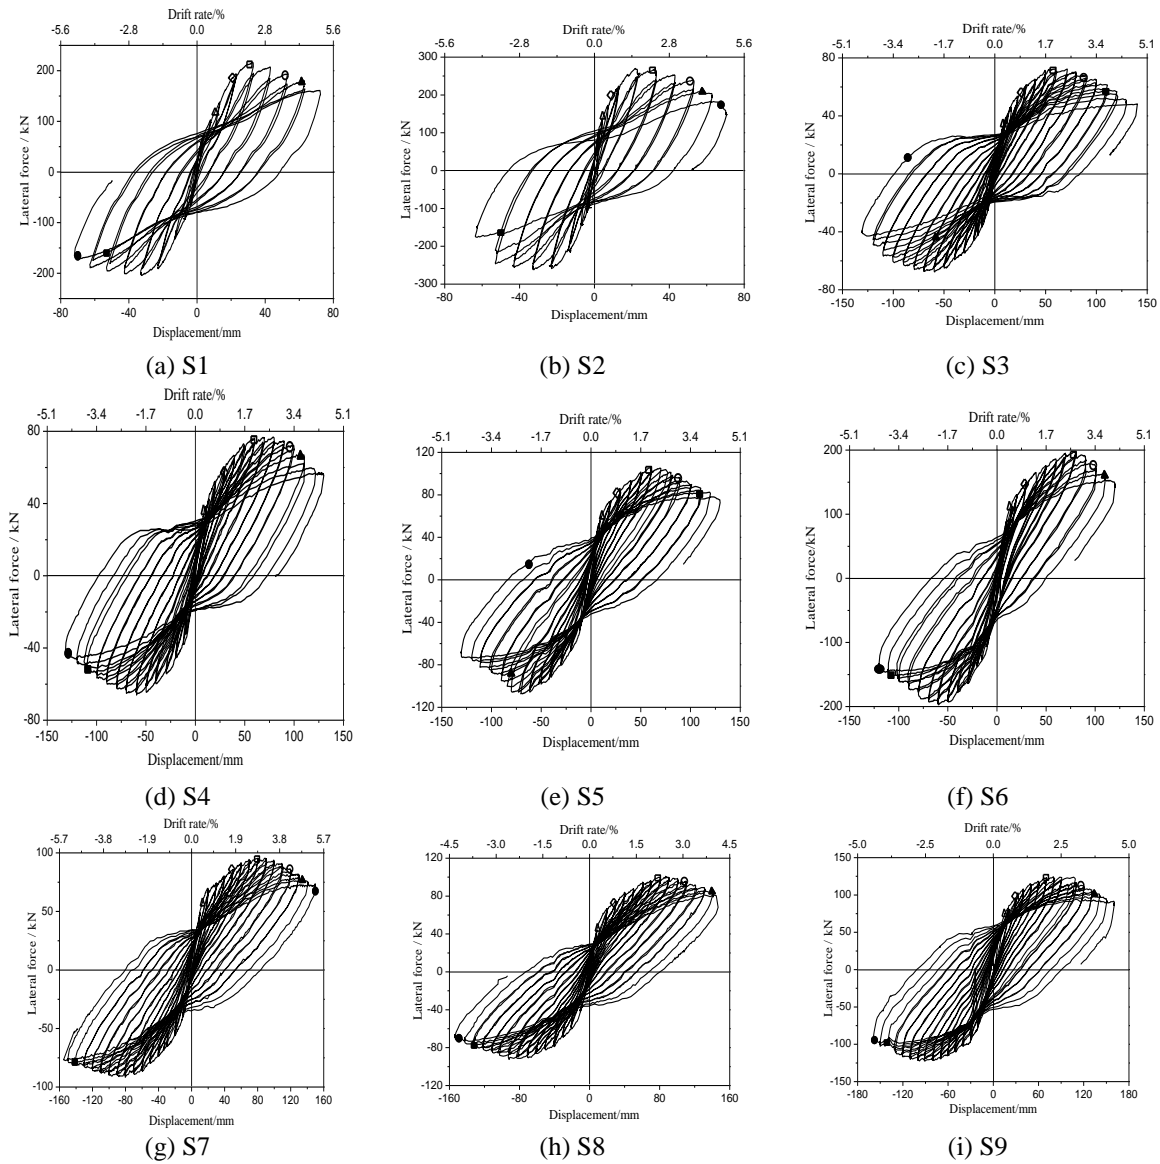 Drift rate/%
-5.6 -2.8 0.0 2.8 5.6
Lateral force / kN
200
100
0
-100
-200
-80 -40 0 40 80
Displacement/mm
(a) S1
Drift rate/%
-5.6 -2.8 0.0 2.8 5.6
Lateral force / kN
300
200
100
0
-100
-200
-300
-80 -40 0 40 80
Displacement/mm
(b) S2
Drift rate/%
-5.1 -3.4 -1.7 0.0 1.7 3.4 5.1
Lateral force / kN
80
40
0
-40
-80
-150 -100 -50 0 50 100 150
Displacement/mm
(c) S3
Drift rate/%
-5.1 -3.4 -1.7 0.0 1.7 3.4 5.1
Lateral force / kN
80
40
0
-40
-80
-150 -100 -50 0 50 100 150
Displacement/mm
(d) S4
Drift rate/%
-5.1 -3.4 -1.7 0.0 1.7 3.4 5.1
Lateral force / kN
120
80
40
0
-40
-80
-120
-150 -100 -50 0 50 100 150
Displacement/mm
(e) S5
Drift rate/%
-5.1 -3.4 -1.7 0.0 1.7 3.4 5.1
Lateral force/kN
200
100
0
-100
-200
-150 -100 -50 0 50 100 150
Displacement/mm
(f) S6
Drift rate/%
-5.7 -3.8 -1.9 0.0 1.9 3.8 5.7
Lateral force / kN
100
50
0
-50
-100
-160 -120 -80 -40 0 40 80 120 160
Displacement/mm
(g) S7
Drift rate/%
-4.5 -3.0 -1.5 0.0 1.5 3.0 4.5
Lateral force / kN
120
80
40
0
-40
-80
-120
-160 -80 0 80 160
Displacement/mm
(h) S8
Drift rate/%
-5.0 -2.5 0.0 2.5 5.0
Lateral force / kN
150
100
50
0
-50
-100
-150
-180 -120 -60 0 60 120 180
Displacement/mm
(i) S9